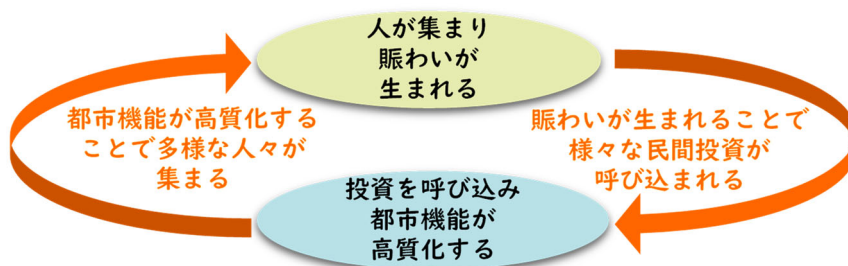 人が集まり
賑わいが
生まれる
都市機能が高質化する
ことで多様な人々が
集まる
賑わいが生まれることで
様々な民間投資が
呼び込まれる
投資を呼び込み
都市機能が
高質化する